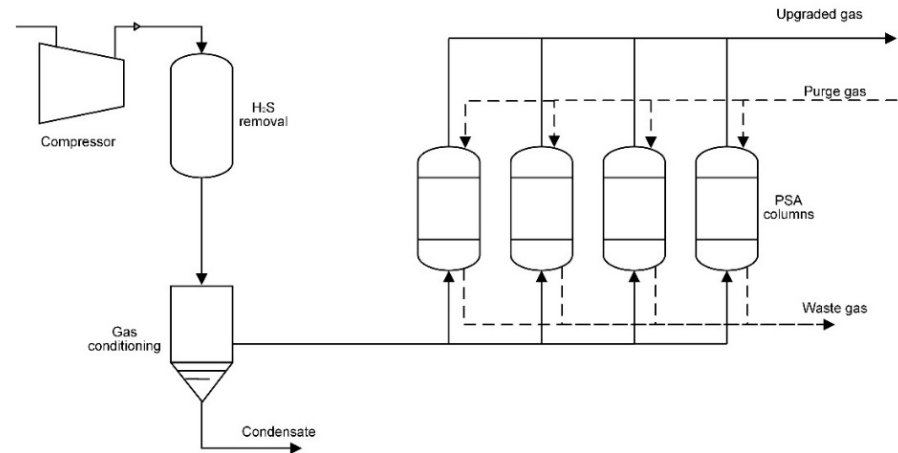 Upgraded gas
Purge gas
H₂S
removal
Compressor
PSA
columns
Waste gas
Gas
conditioning
Condensate